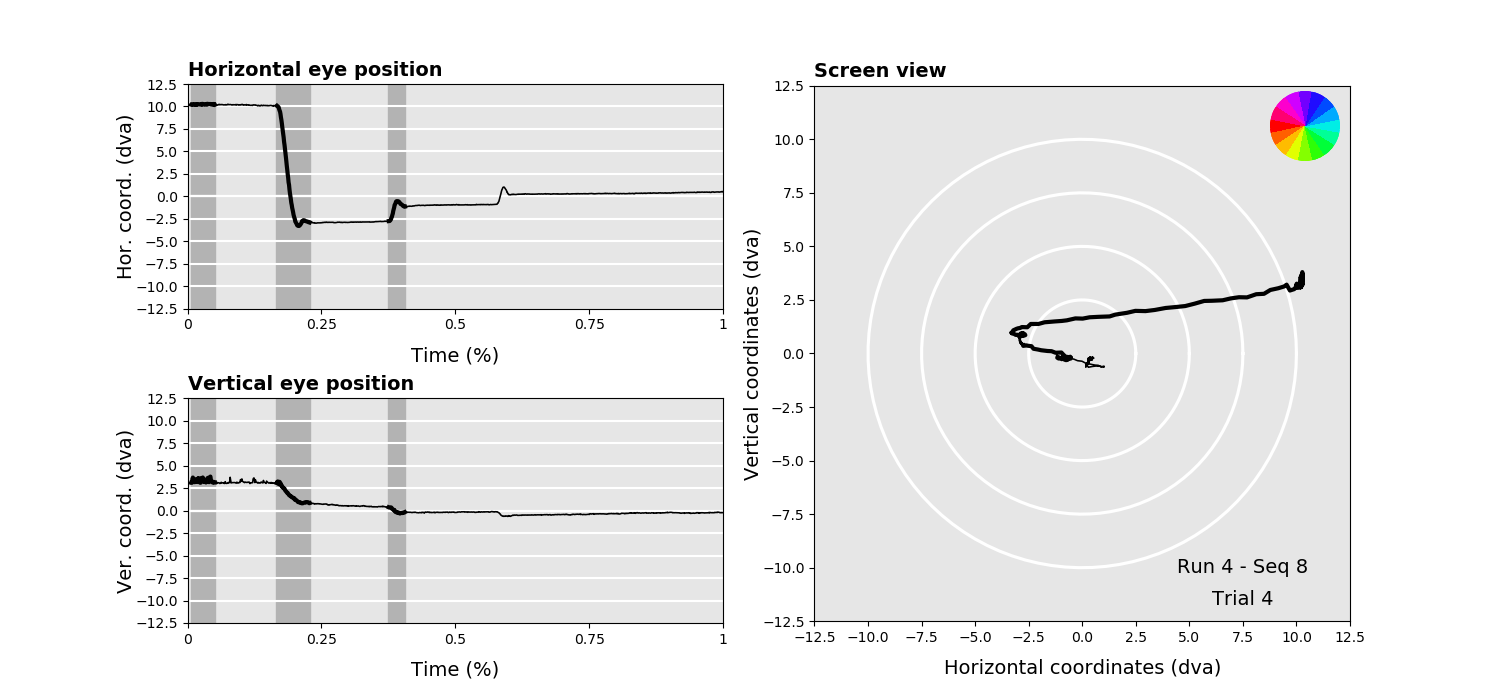 Horizontal eye position
Hor. coord. (dva)
12.5
10.0
7.5
5.0
2.5
0.0
−2.5
−5.0
−7.5
−10.0
−12.5
0 0.25 0.5 0.75 1
Time (%)
Vertical eye position
Ver. coord. (dva)
12.5
10.0
7.5
5.0
2.5
0.0
−2.5
−5.0
−7.5
−10.0
−12.5
0 0.25 0.5 0.75 1
Time (%)
Screen view
Vertical coordinates (dva)
12.5
10.0
7.5
5.0
2.5
0.0
−2.5
−5.0
−7.5
−10.0
−12.5
Run 4 - Seq 8
Trial 4
−12.5 −10.0 −7.5 −5.0 −2.5 0.0 2.5 5.0 7.5 10.0 12.5
Horizontal coordinates (dva)